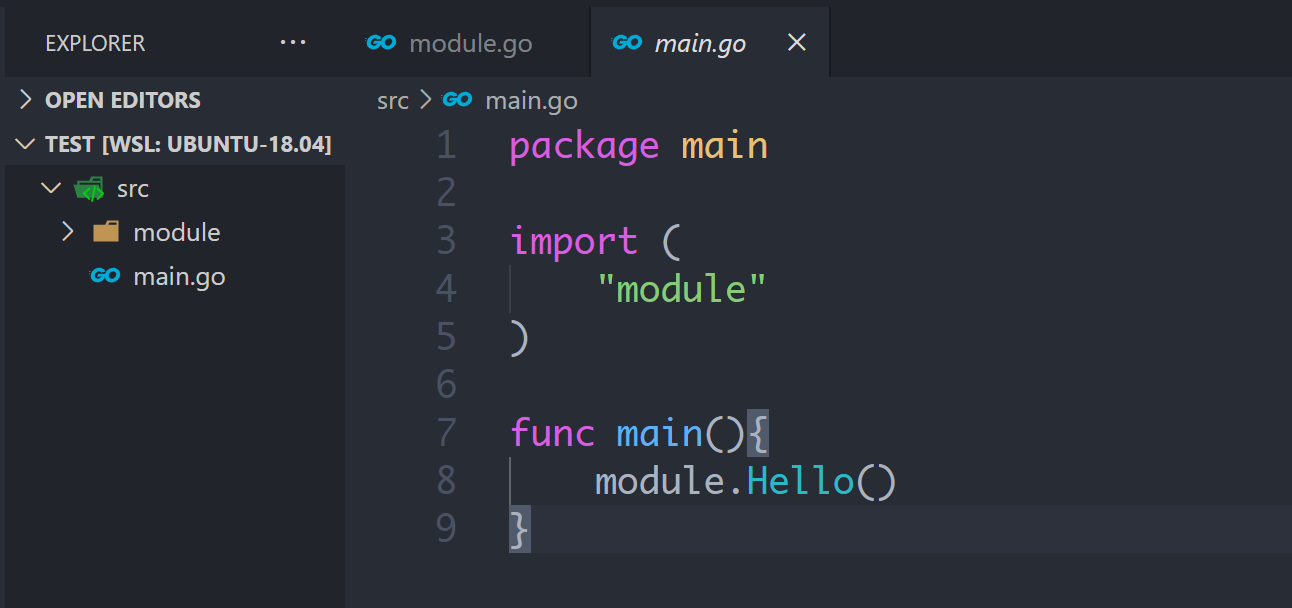 EXPLORER ...
GO module.go
GO main.go ×
OPEN EDITORS
TEST [WSL: UBUNTU-18.04]
src
module
GO main.go
src > GO main.go
1 package main
2
3 import (
4     "module"
5 )
6
7 func main(){
8     module.Hello()
9 }